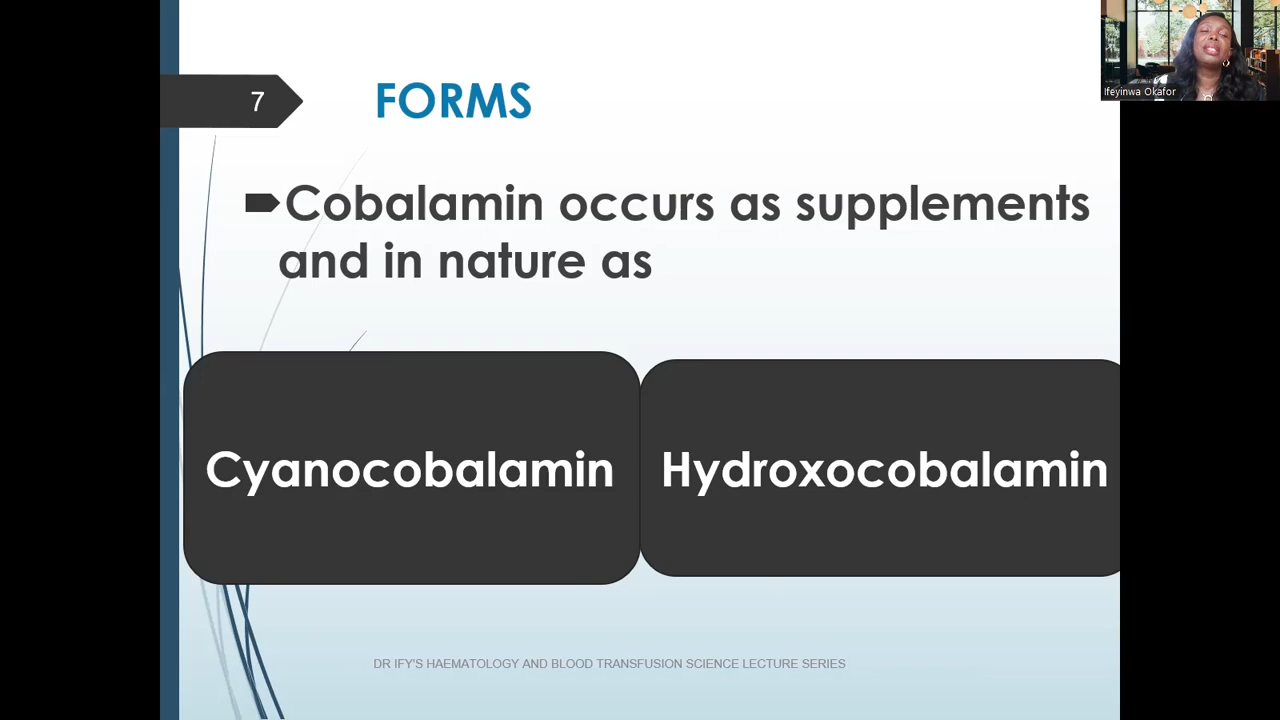 7
FORMS
Ifeyinwa Okafor
Cobalamin occurs as supplements
and in nature as
Cyanocobalamin
Hydroxocobalamin
DR IFY'S HAEMATOLOGY AND BLOOD TRANSFUSION SCIENCE LECTURE SERIES